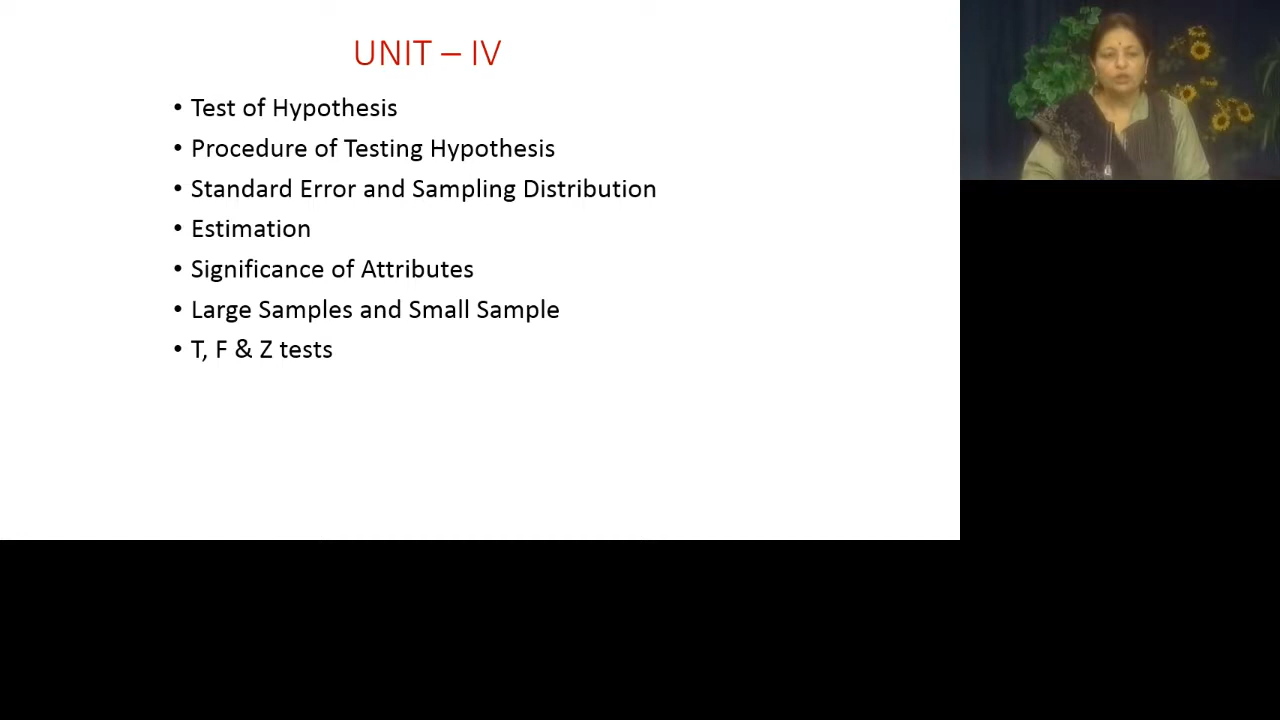 UNIT – IV
• Test of Hypothesis
• Procedure of Testing Hypothesis
• Standard Error and Sampling Distribution
• Estimation
• Significance of Attributes
• Large Samples and Small Sample
• T, F & Z tests